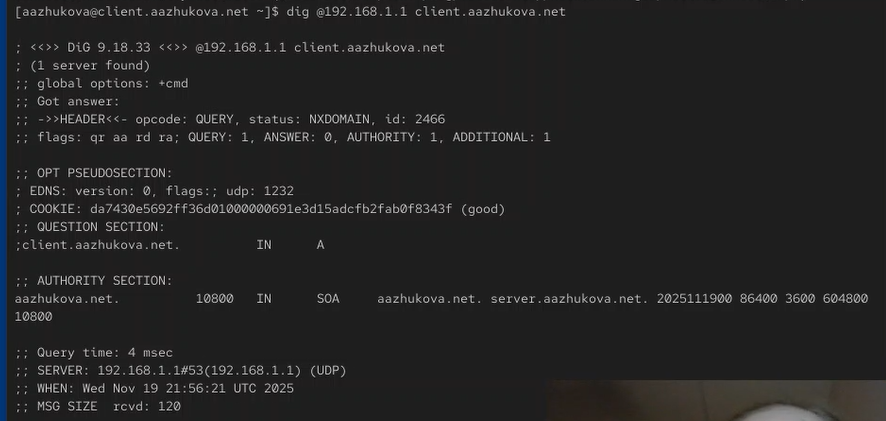 [aazhukova@client.aazhukova.net ~]$ dig @192.168.1.1 client.aazhukova.net
; <<>> DiG 9.18.33 <<>> @192.168.1.1 client.aazhukova.net
; (1 server found)
;; global options: +cmd
;; Got answer:
;; ->>HEADER<<- opcode: QUERY, status: NXDOMAIN, id: 2466
;; flags: qr aa rd ra; QUERY: 1, ANSWER: 0, AUTHORITY: 1, ADDITIONAL: 1
;; OPT PSEUDOSECTION:
; EDNS: version: 0, flags:; udp: 1232
; COOKIE: da7430e5692ff36d01000000691e3d15adcfb2fab0f8343f (good)
;; QUESTION SECTION:
;client.aazhukova.net. IN A
;; AUTHORITY SECTION:
aazhukova.net. 10800 IN SOA aazhukova.net. server.aazhukova.net. 2025111900 86400 3600 604800
10800
;; Query time: 4 msec
;; SERVER: 192.168.1.1#53(192.168.1.1) (UDP)
;; WHEN: Wed Nov 19 21:56:21 UTC 2025
;; MSG SIZE rcvd: 120